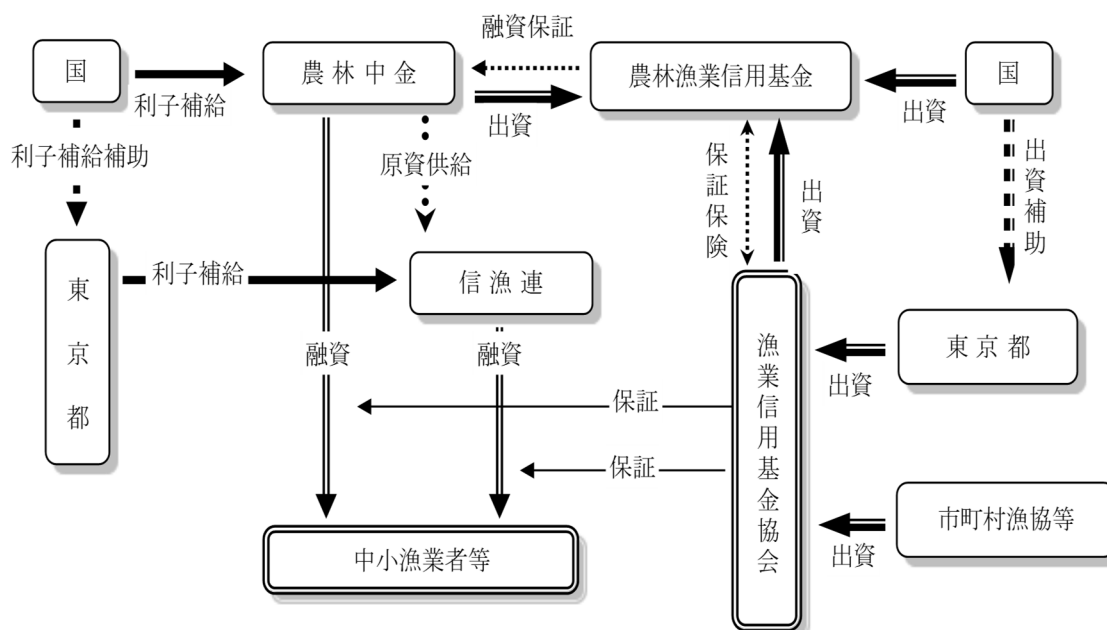 融資保証
国
農林中金
農林漁業信用基金
国
利子補給
出資
出資
利子補給補助
原資供給
保証保険
出資
出資補助
東京都
利子補給
信漁連
漁業信用基金協会
東京都
融資
融資
出資
保証
保証
市町村漁協等
中小漁業者等
出資